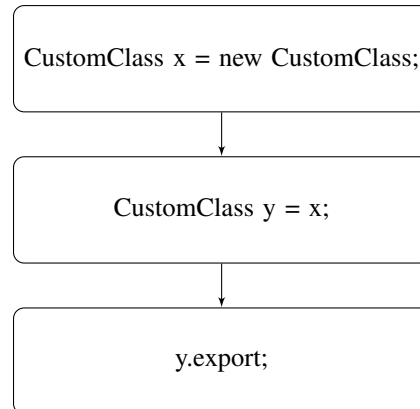 CustomClass x = new CustomClass;
CustomClass y = x;
y.export;